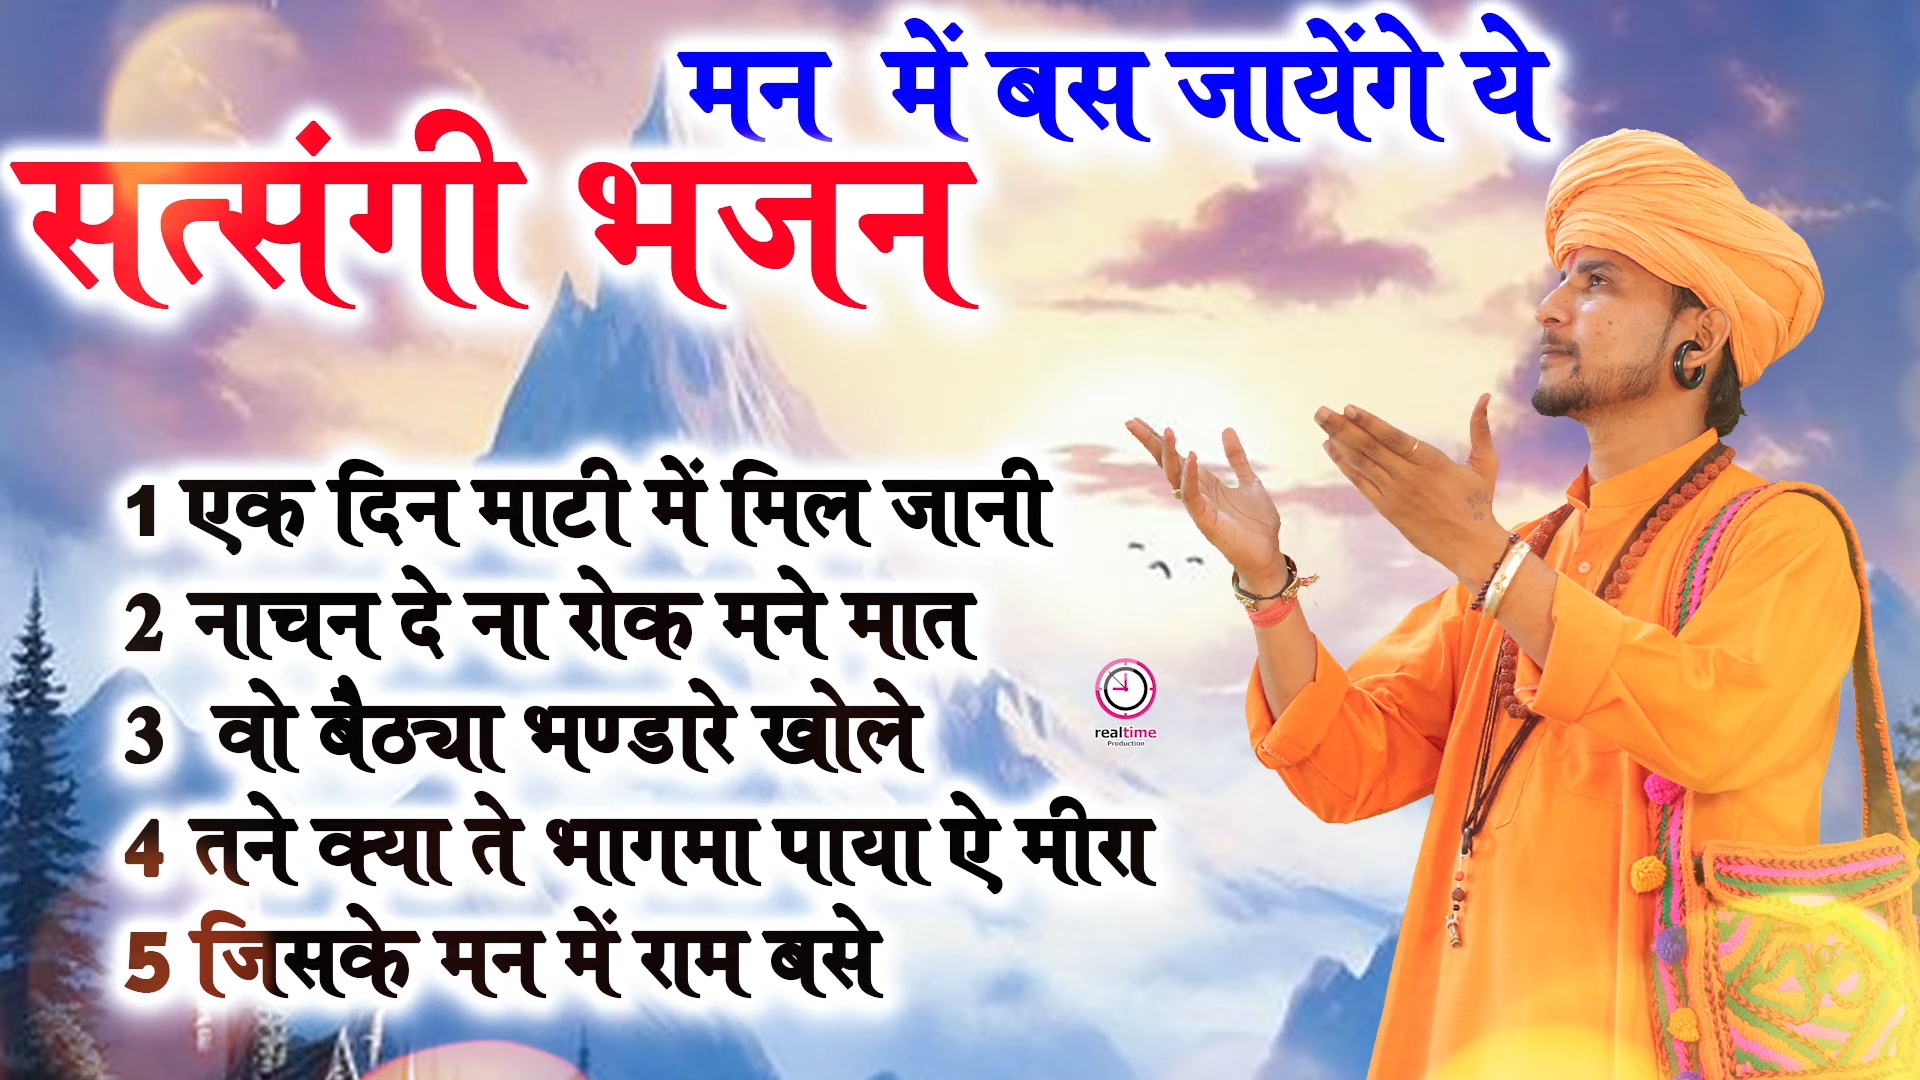 मन में बस जायेंगे ये
सत्संगी भजन
1 एक दिन माटी में मिल जानी
2 नाचन दे ना रोक मने मात
3 वो बैठ्या भण्डारे खोले
4 तने क्या ते भागमा पाया ऐ मीरा
5 जिसके मन में राम बसे
realtime
Production